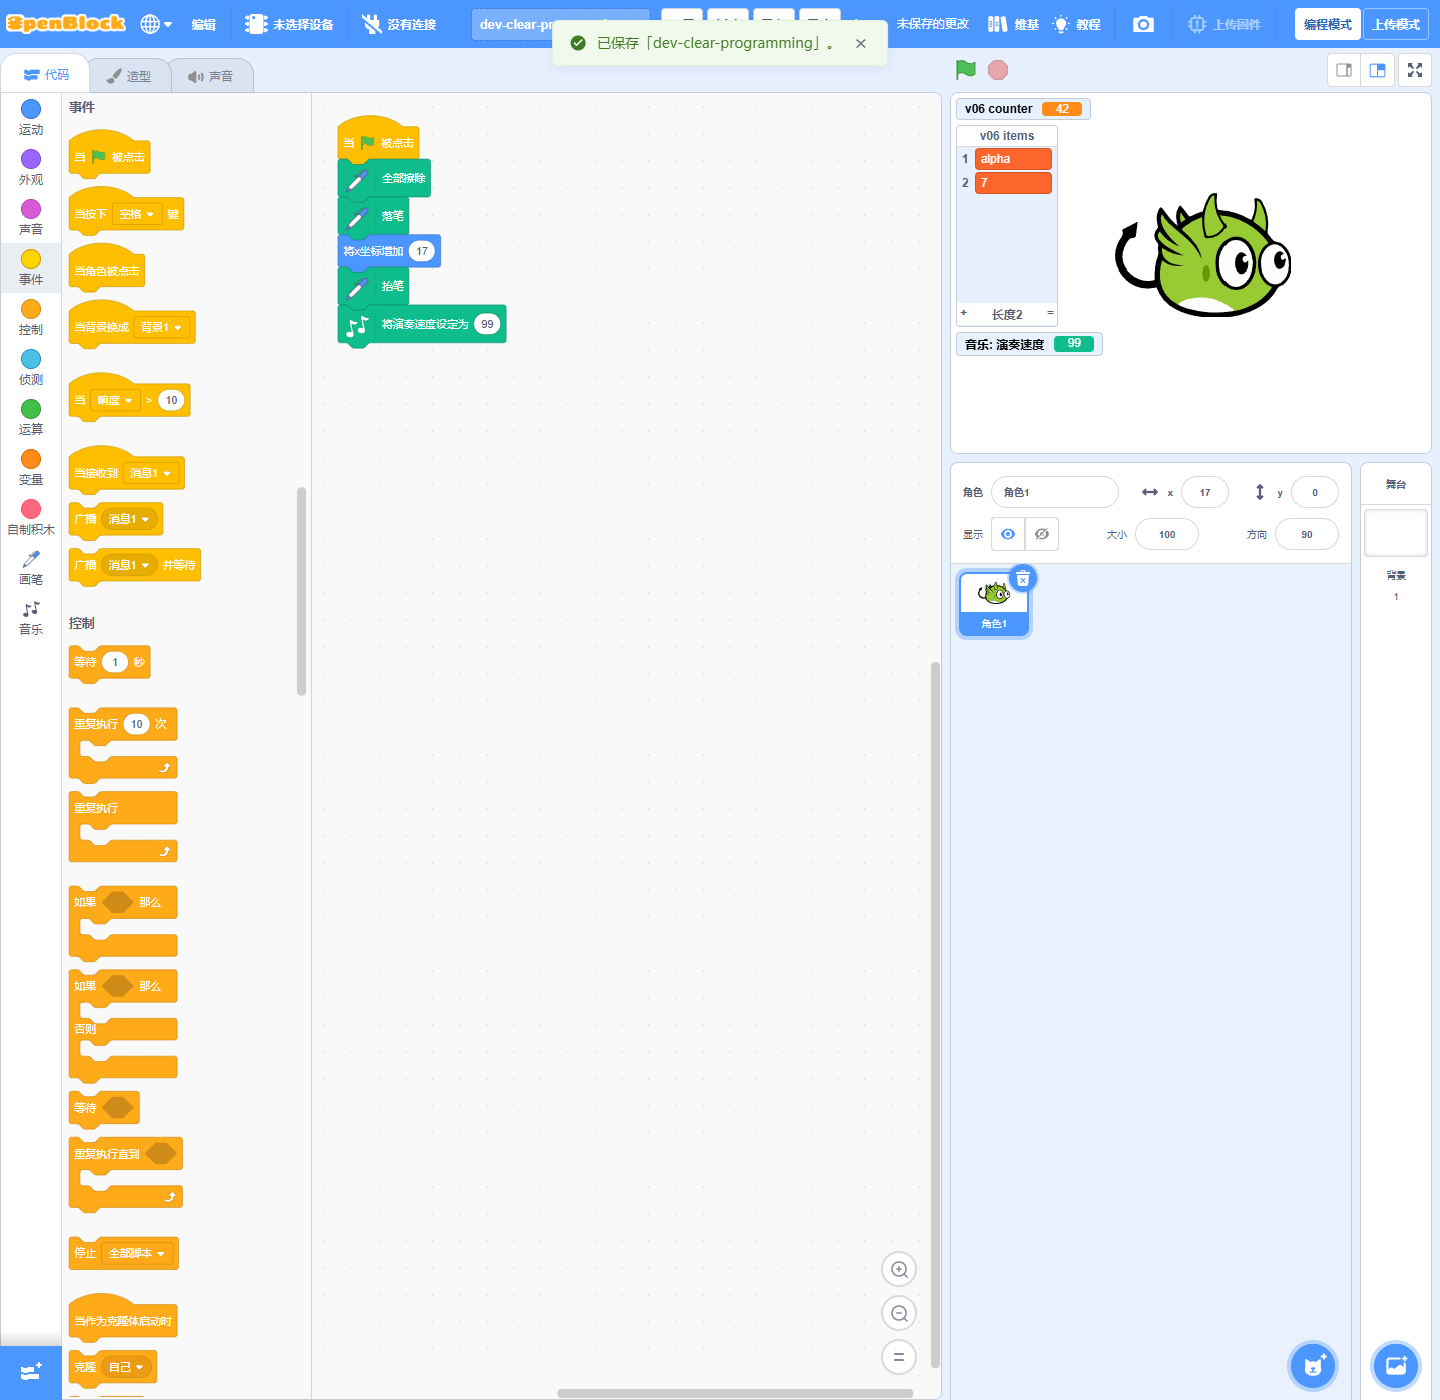 OpenBlock
编辑
未选择设备
没有连接
未保存的更改
维基
教程
上传固件
编程模式
上传模式
已保存「dev-clear-programming」。
代码
造型
声音
运动
外观
声音
事件
控制
侦测
运算
变量
自制积木
画笔
音乐
事件
当 被点击
当按下 空格 键
当角色被点击
当背景换成 背景1
当 响度 > 10
当接收到 消息1
广播 消息1
广播 消息1 并等待
控制
等待 1 秒
重复执行 10 次
重复执行
如果 那么
如果 那么
否则
等待
重复执行直到
停止 全部脚本
当作为克隆体启动时
克隆 自己
当 被点击
全部擦除
落笔
将x坐标增加 17
抬笔
将演奏速度设定为 99
v06 counter 42
v06 items
1 alpha
2 7
+ 长度2 =
音乐: 演奏速度 99
角色 角色1 x 17 y 0
显示 大小 100 方向 90
角色1
舞台
背景
1